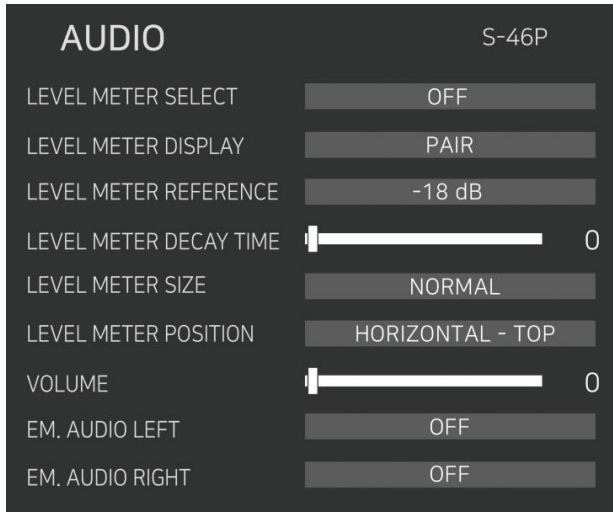 AUDIO S-46P
LEVEL METER SELECT OFF
LEVEL METER DISPLAY PAIR
LEVEL METER REFERENCE -18 dB
LEVEL METER DECAY TIME 0
LEVEL METER SIZE NORMAL
LEVEL METER POSITION HORIZONTAL - TOP
VOLUME 0
EM. AUDIO LEFT OFF
EM. AUDIO RIGHT OFF